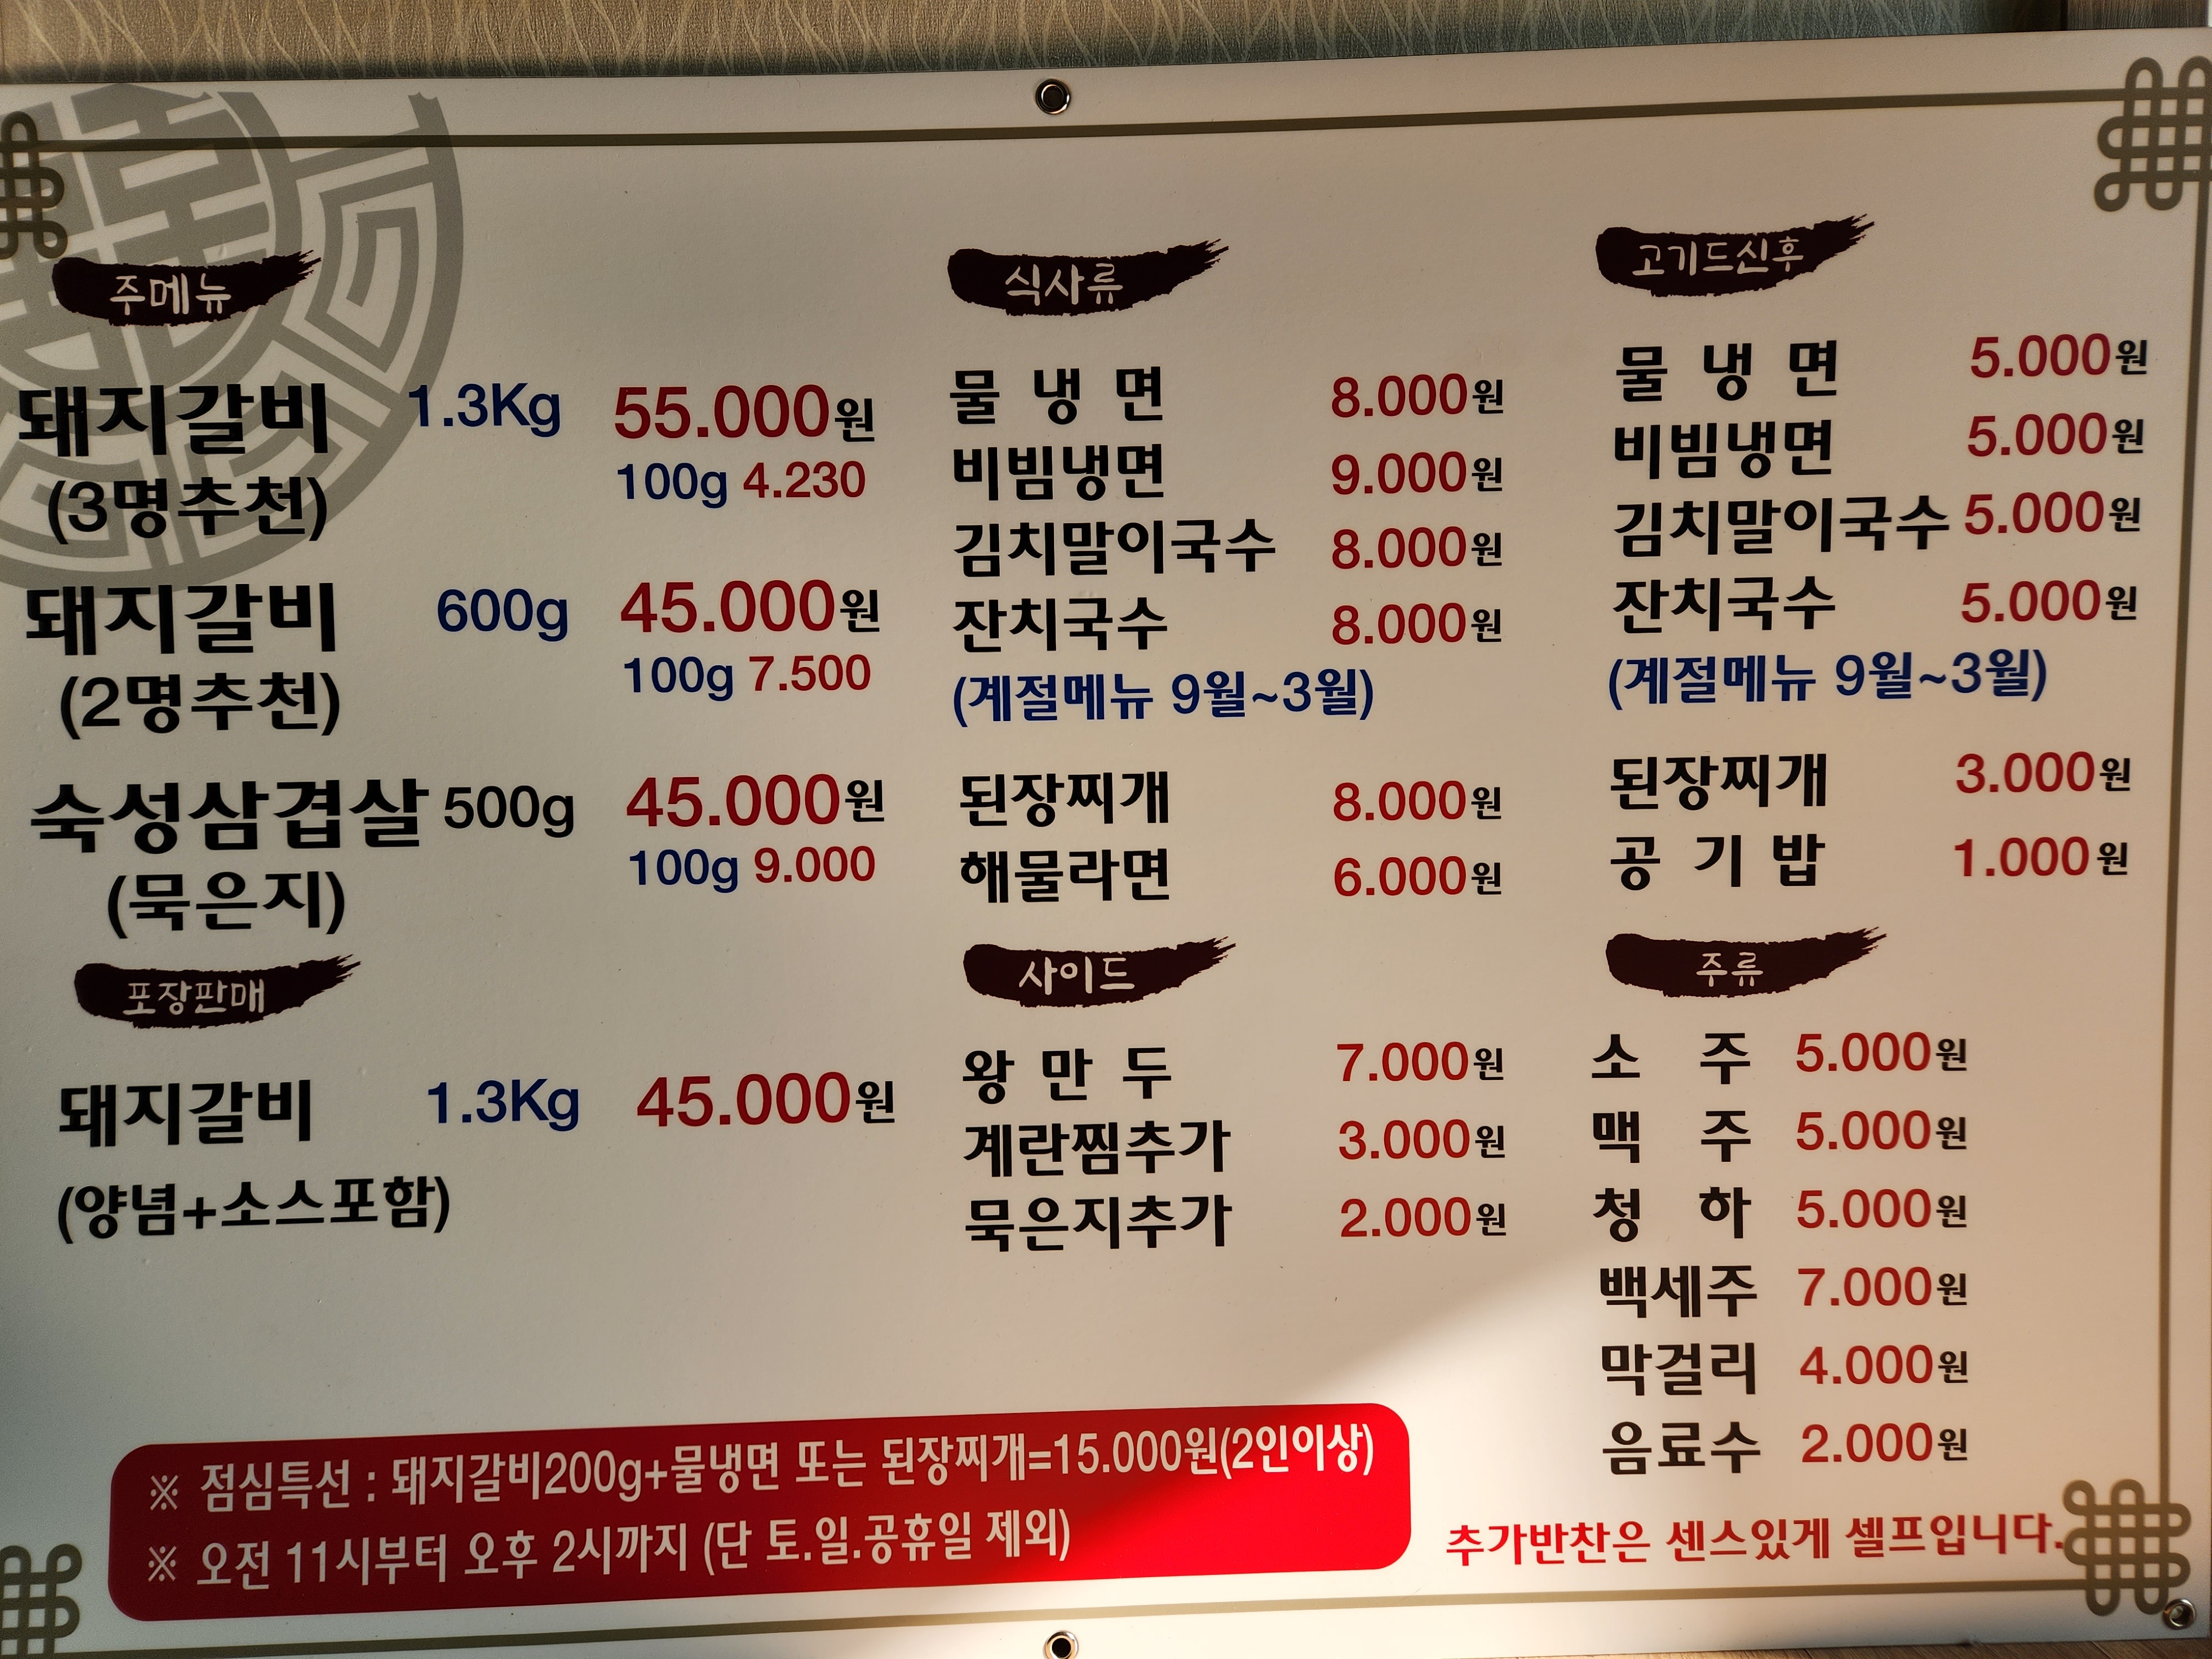 주메뉴
돼지갈비 1.3Kg 55.000원
100g 4.230
(3명추천)
돼지갈비 600g 45.000원
100g 7.500
(2명추천)
숙성삼겹살 500g 45.000원
100g 9.000
(묵은지)
포장판매
돼지갈비 1.3Kg 45.000원
(양념+소스포함)
식사류
물 냉 면 8.000원
비빔냉면 9.000원
김치말이국수 8.000원
잔치국수 8.000원
(계절메뉴 9월~3월)
된장찌개 8.000원
해물라면 6.000원
사이드
왕 만 두 7.000원
계란찜추가 3.000원
묵은지추가 2.000원
고기드신후
물 냉 면 5.000원
비빔냉면 5.000원
김치말이국수 5.000원
잔치국수 5.000원
(계절메뉴 9월~3월)
된장찌개 3.000원
공 기 밥 1.000원
주류
소 주 5.000원
맥 주 5.000원
청 하 5.000원
백세주 7.000원
막걸리 4.000원
음료수 2.000원
※ 점심특선 : 돼지갈비200g+물냉면 또는 된장찌개=15.000원(2인이상)
※ 오전 11시부터 오후 2시까지 (단 토.일.공휴일 제외)
추가반찬은 센스있게 셀프입니다.